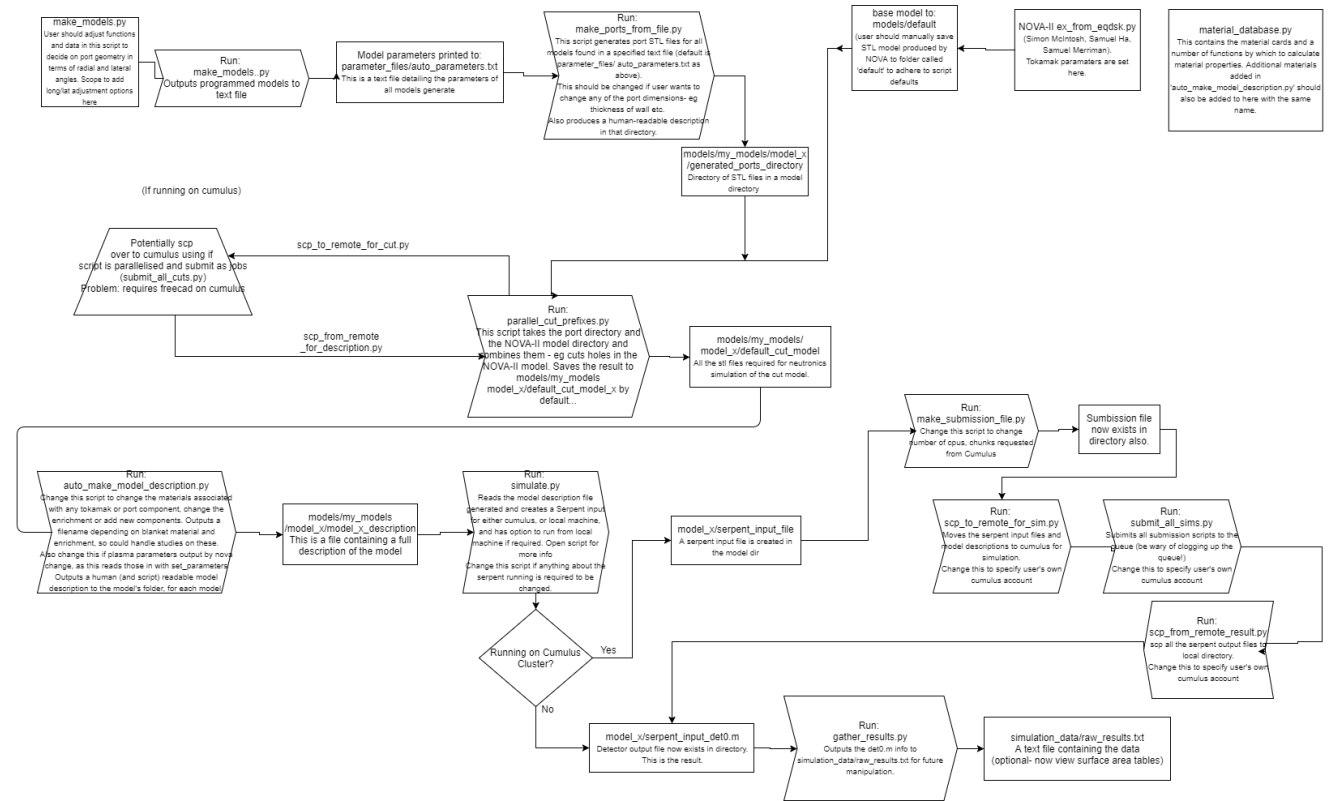 make_models.py
User should adjust functions
and data in this script to
decide on port geometry in
terms of radial and lateral
angles. Scope to add
long/lat adjustment options
here
Run:
make_models..py
Outputs programmed models to
text file
Model parameters printed to:
parameter_files/auto_parameters.txt
This is a text file detailing the parameters of
all models generate
Run:
make_ports_from_file.py
This script generates port STL files for all
models found in a specified text file (default is
parameter_files/ auto_parameters.txt as
above).
This should be changed if user wants to
change any of the port dimensions- eg
thickness of wall etc.
Also produces a human-readable description
in that directory.
base model to:
models/default
(user should manually save
STL model produced by
NOVA to folder called
'default' to adhere to script
defaults
NOVA-II ex_from_eqdsk.py
(Simon McIntosh, Samuel Ha,
Samuel Merriman).
Tokamak paramaters are set
here.
material_database.py
This contains the material cards and a
number of functions by which to calculate
material properties. Additional materials
added in
'auto_make_model_description.py' should
also be added to here with the same
name.
models/my_models/model_x
/generated_ports_directory
Directory of STL files in a model
directory
(If running on cumulus)
Potentially scp
over to cumulus using if
script is parallelised and submit as jobs
(submit_all_cuts.py)
Problem: requires freecad on cumulus
scp_to_remote_for_cut.py
scp_from_remote
_for_description.py
Run:
parallel_cut_prefixes.py
This script takes the port directory and
the NOVA-II model directory and
combines them - eg cuts holes in the
NOVA-II model. Saves the result to
models/my_models
model_x/default_cut_model_x by
default...
models/my_models/
model_x/default_cut_model
All the stl files required for neutronics
simulation of the cut model.
Run:
make_submission_file.py
Change this script to change
number of cpus, chunks requested
from Cumulus
Sumbission file
now exists in
directory also.
Run:
auto_make_model_description.py
Change this script to change the materials associated
with any tokamak or port component, change the
enrichment or add new components. Outputs a
filename depending on blanket material and
enrichment, so could handle studies on these.
Also change this if plasma parameters output by nova
change, as this reads those in with set_parameters
Outputs a human (and script) readable model
description to the model's folder, for each model
models/my_models
/model_x/model_x_description
This is a file containing a full
description of the model
Run:
simulate.py
Reads the model description file
generated and creates a Serpent input
for either cumulus, or local machine,
and has option to run from local
machine if required. Open script for
more info
Change this script if anything about the
serpent running is required to be
changed.
model_x/serpent_input_file
A serpent input file is created in
the model dir
Run:
scp_to_remote_for_sim.py
Moves the serpent input files and
model descriptions to cumulus for
simulation.
Change this to specify user's own
cumulus account
Run:
submit_all_sims.py
Subimits all submission scripts to the
queue (be wary of clogging up the
queue!)
Change this to specify user's own
cumulus account
Running on Cumulus
Cluster?
Yes
No
Run:
scp_from_remote_result.py
scp all the serpent output files to
local directory.
Change this to specify user's own
cumulus account
model_x/serpent_input_det0.m
Detector output file now exists in directory.
This is the result.
Run:
gather_results.py
Outputs the det0.m info to
simulation_data/raw_results.txt for future
manipulation.
simulation_data/raw_results.txt
A text file containing the data
(optional- now view surface area tables)